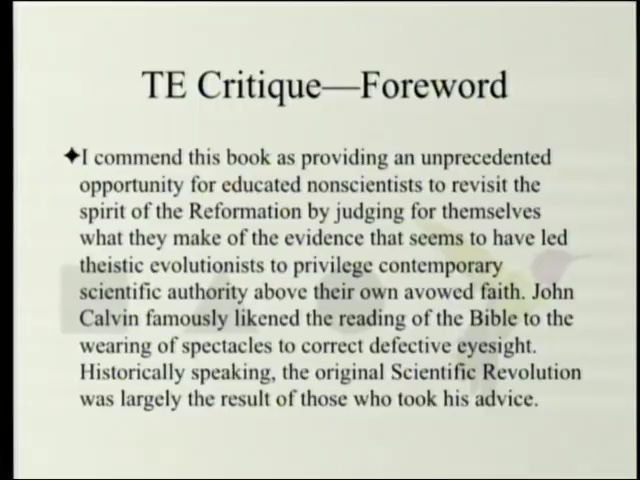 TE Critique—Foreword
✦I commend this book as providing an unprecedented
opportunity for educated nonscientists to revisit the
spirit of the Reformation by judging for themselves
what they make of the evidence that seems to have led
theistic evolutionists to privilege contemporary
scientific authority above their own avowed faith. John
Calvin famously likened the reading of the Bible to the
wearing of spectacles to correct defective eyesight.
Historically speaking, the original Scientific Revolution
was largely the result of those who took his advice.